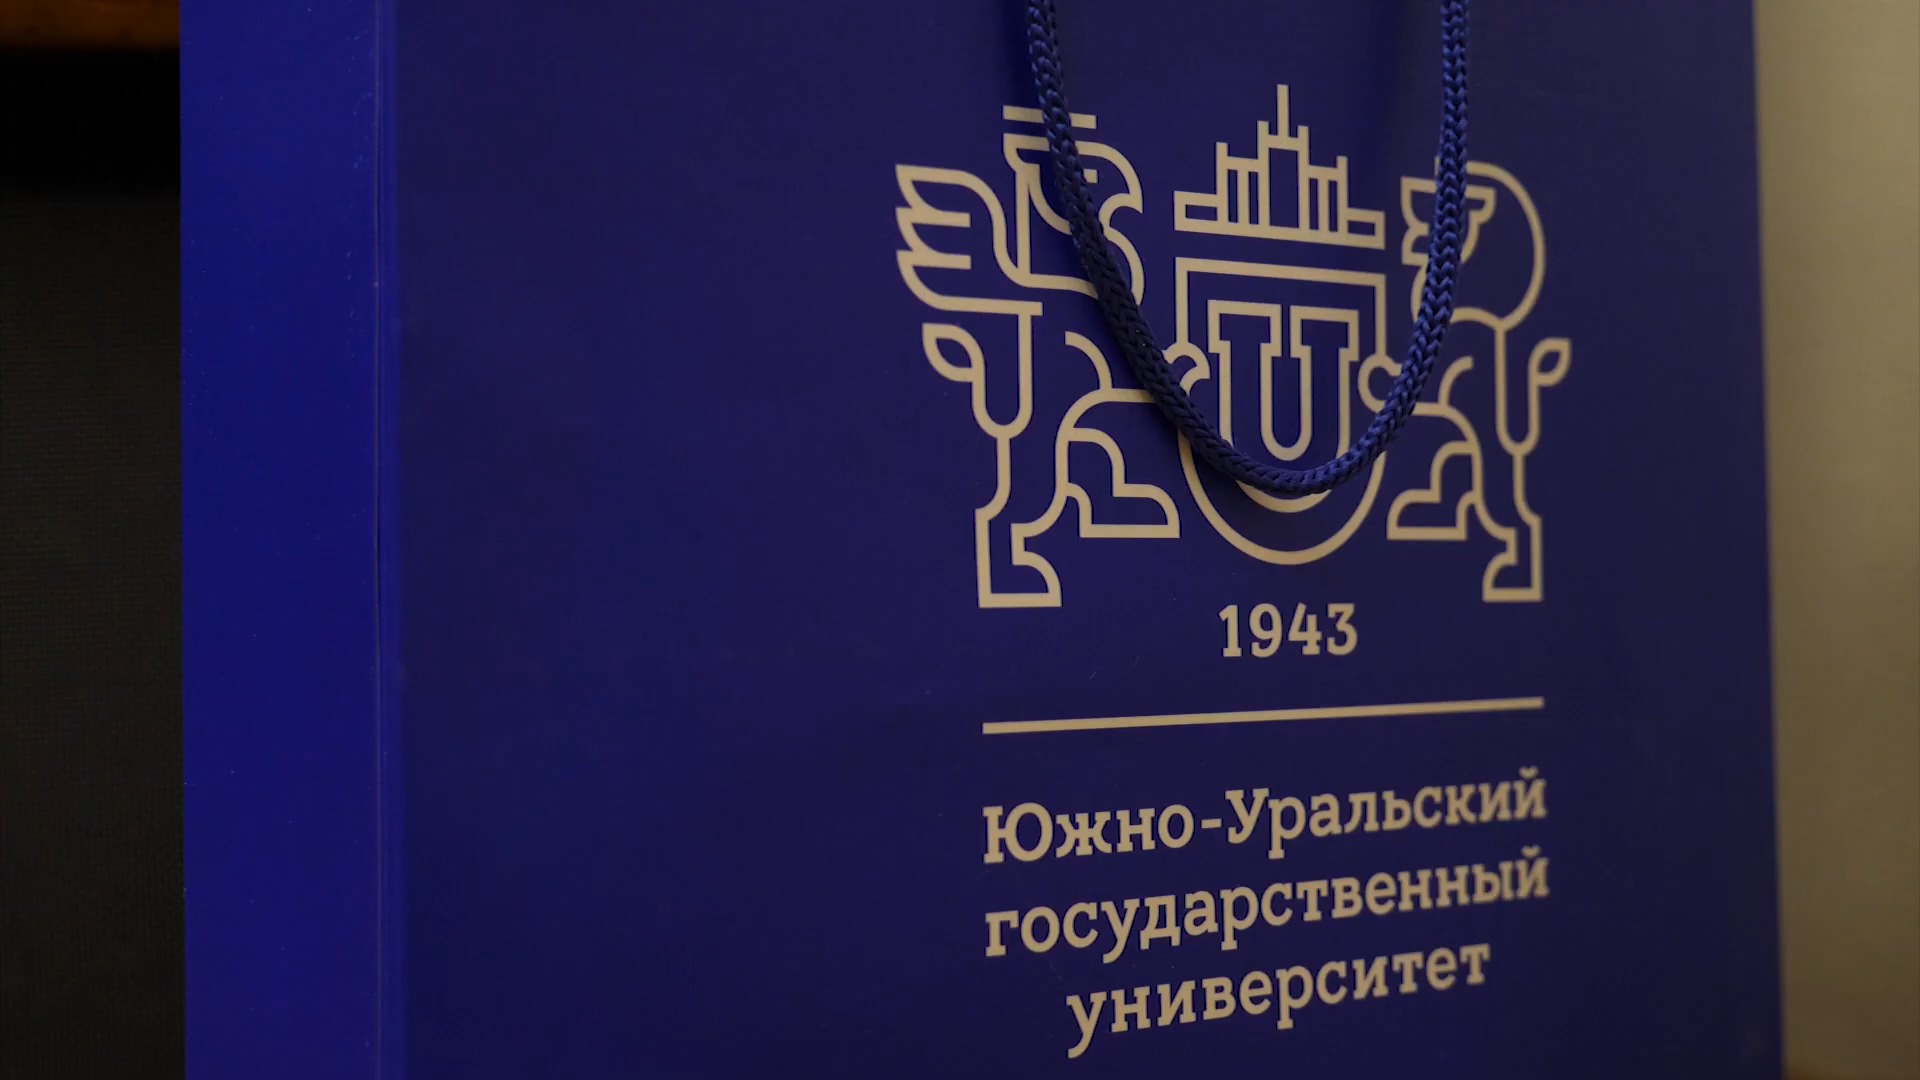 U
1943
Южно-Уральский
государственный
университет